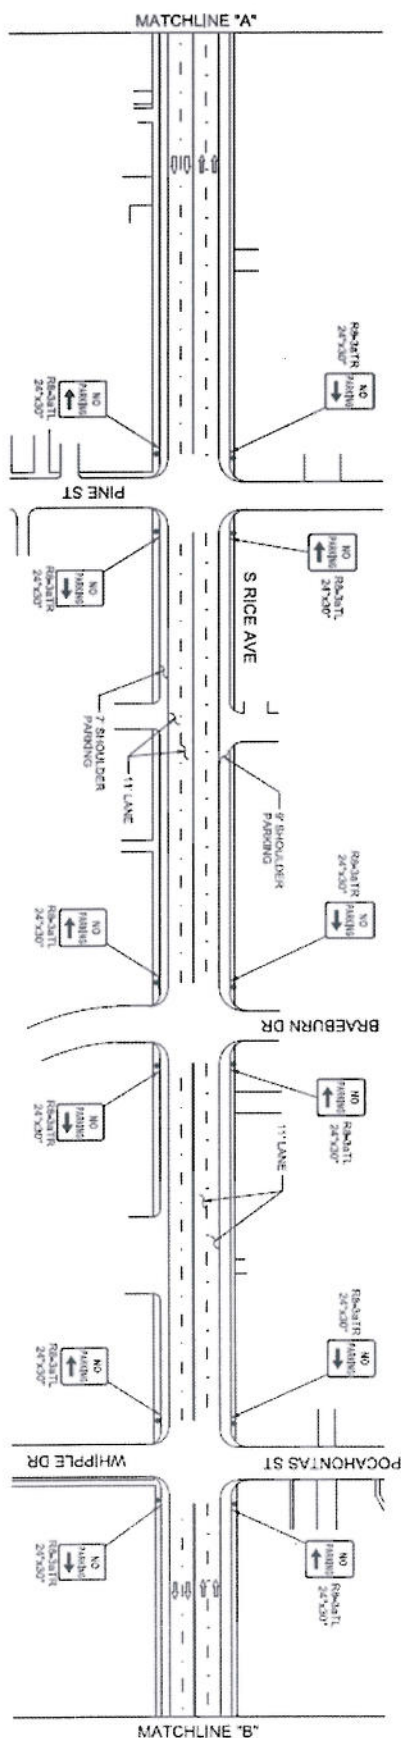 MATCHLINE "A"
R8-3aTR
24"x30"
NO
PARKING
NO
PARKING
R8-3aTL
24"x30"
PINE ST
NO
PARKING
R8-3aTL
24"x30"
NO
PARKING
R8-3aTR
24"x30"
S RICE AVE
7' SHOULDER
PARKING
11' LANE
9' SHOULDER
PARKING
R8-3aTR
24"x30"
NO
PARKING
NO
PARKING
R8-3aTL
24"x30"
BRAEBURN DR
NO
PARKING
R8-3aTL
24"x30"
NO
PARKING
R8-3aTR
24"x30"
11' LANE
R8-3aTR
24"x30"
NO
PARKING
NO
PARKING
R8-3aTL
24"x30"
WHIPPLE DR
POCAHONTAS ST
NO
PARKING
R8-3aTR
24"x30"
NO
PARKING
R8-3aTL
24"x30"
MATCHLINE "B"